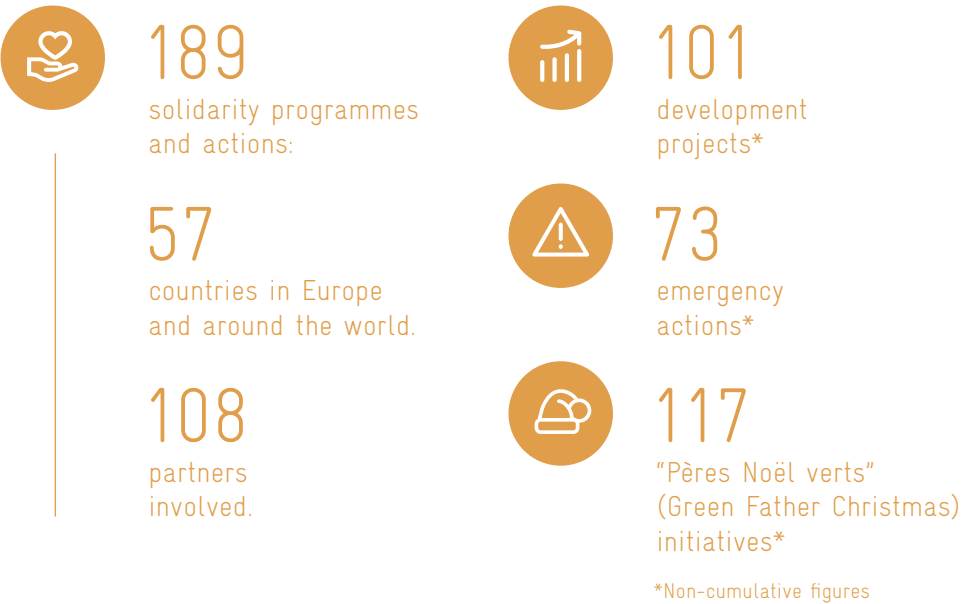 189
solidarity programmes
and actions:
57
countries in Europe
and around the world.
108
partners
involved.
101
development
projects*
73
emergency
actions*
117
"Pères Noël verts"
(Green Father Christmas)
initiatives*
*Non-cumulative figures